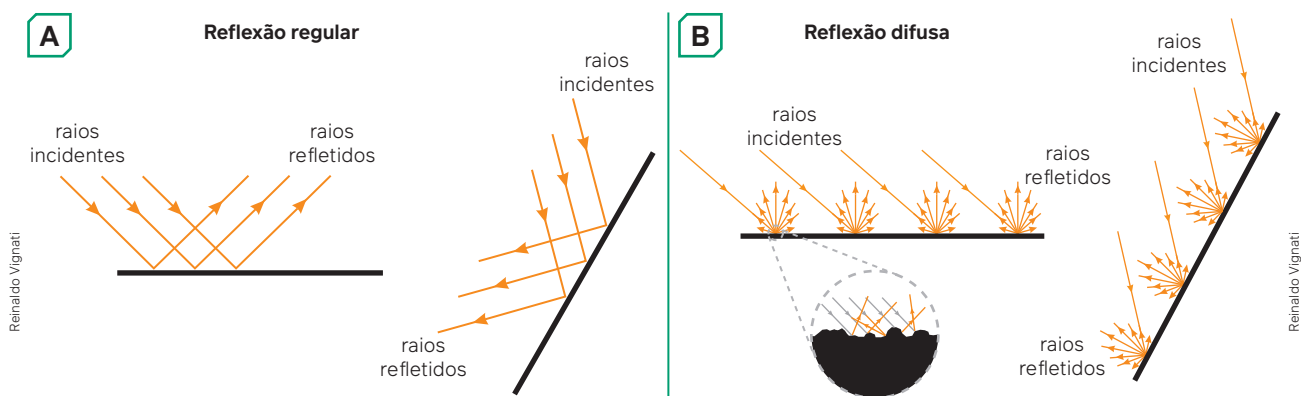 A
Reflexão regular
raios
incidentes
raios
refletidos
raios
incidentes
raios
refletidos
Reinaldo Vignati
B
Reflexão difusa
raios
incidentes
raios
refletidos
raios
incidentes
raios
refletidos
Reinaldo Vignati